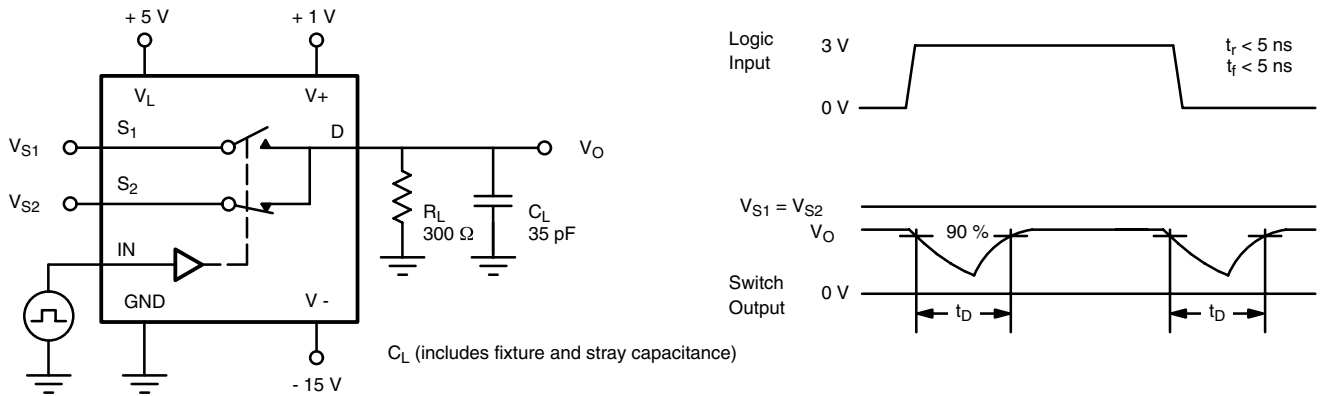 + 5 V
+ 1 V
V_L
V+
V_S1
S_1
D
V_O
V_S2
S_2
R_L
300 Ω
C_L
35 pF
IN
GND
V -
C_L (includes fixture and stray capacitance)
- 15 V
Logic
Input
3 V
0 V
t_r < 5 ns
t_f < 5 ns
V_S1 = V_S2
V_O
90 %
Switch
Output
0 V
t_D
t_D